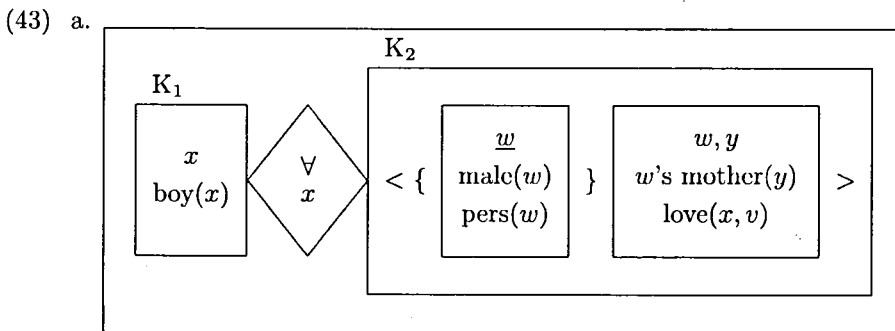 (43) a.
K₂
K₁
x
boy(x)
∀
x
< {
w
male(w)
pers(w)
}
w, y
w's mother(y)
love(x, v)
>